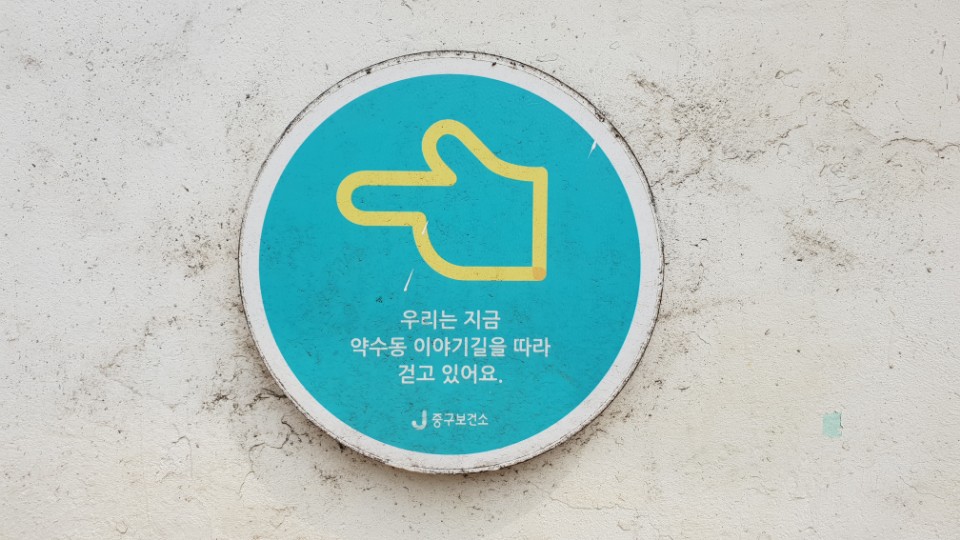 우리는 지금
약수동 이야기길을 따라
걷고 있어요.
중구보건소